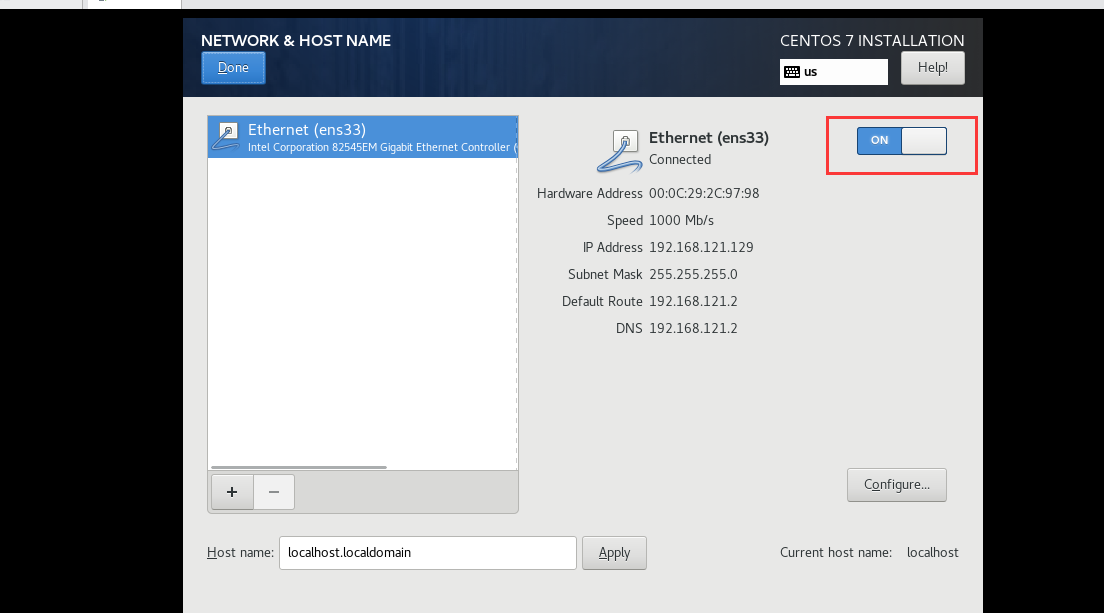 NETWORK & HOST NAME
CENTOS 7 INSTALLATION
Done
us
Help!
Ethernet (ens33)
Intel Corporation 82545EM Gigabit Ethernet Controller (
Ethernet (ens33)
Connected
ON
Hardware Address 00:0C:29:2C:97:98
Speed 1000 Mb/s
IP Address 192.168.121.129
Subnet Mask 255.255.255.0
Default Route 192.168.121.2
DNS 192.168.121.2
+ −
Configure...
Host name: localhost.localdomain Apply Current host name: localhost